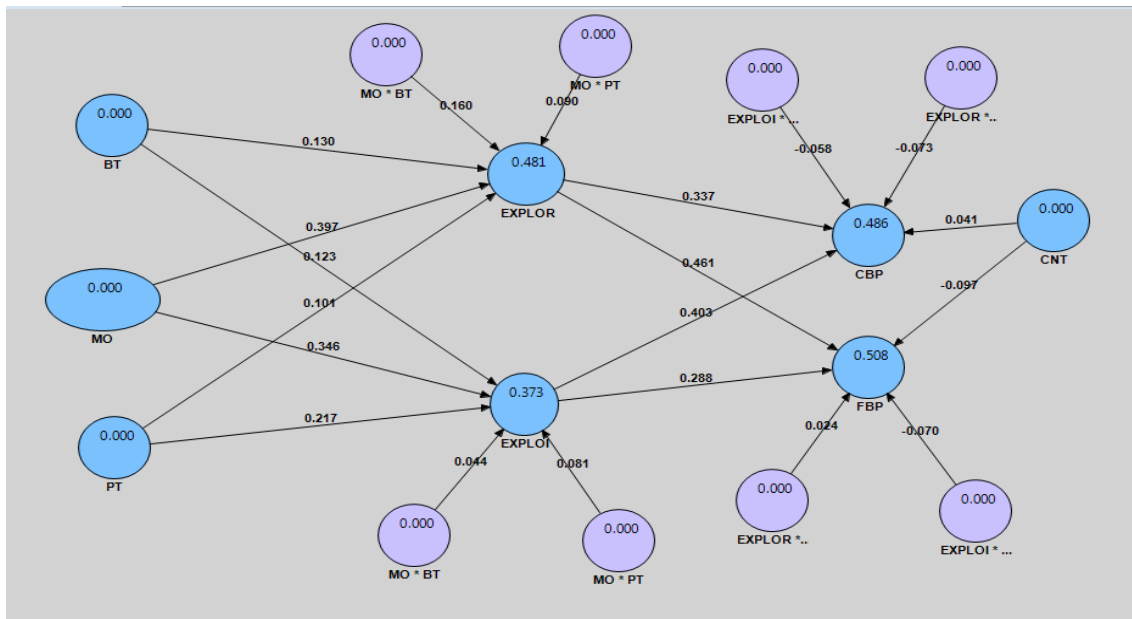 0.000
MO * BT
0.000
MO * PT
0.000
EXPLOI * ...
0.000
EXPLOR *..
0.000
BT
0.160
0.090
0.130
0.481
EXPLOR
-0.058
-0.073
0.337
0.486
CBP
0.041
0.000
CNT
0.397
0.123
0.461
-0.097
0.000
MO
0.101
0.403
0.346
0.373
EXPLOI
0.288
0.508
FBP
0.217
0.000
PT
0.044
0.081
0.024
-0.070
0.000
MO * BT
0.000
MO * PT
0.000
EXPLOR *..
0.000
EXPLOI * ...